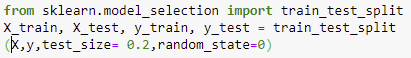 from sklearn.model_selection import train_test_split
X_train, X_test, y_train, y_test = train_test_split
(X,y,test_size= 0.2,random_state=0)